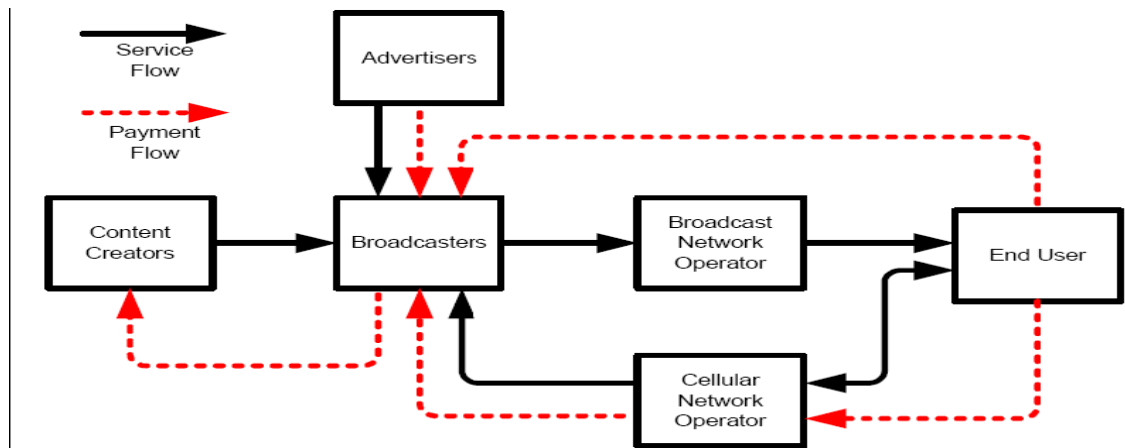 Service
Flow
Payment
Flow
Advertisers
Content
Creators
Broadcasters
Broadcast
Network
Operator
End User
Cellular
Network
Operator